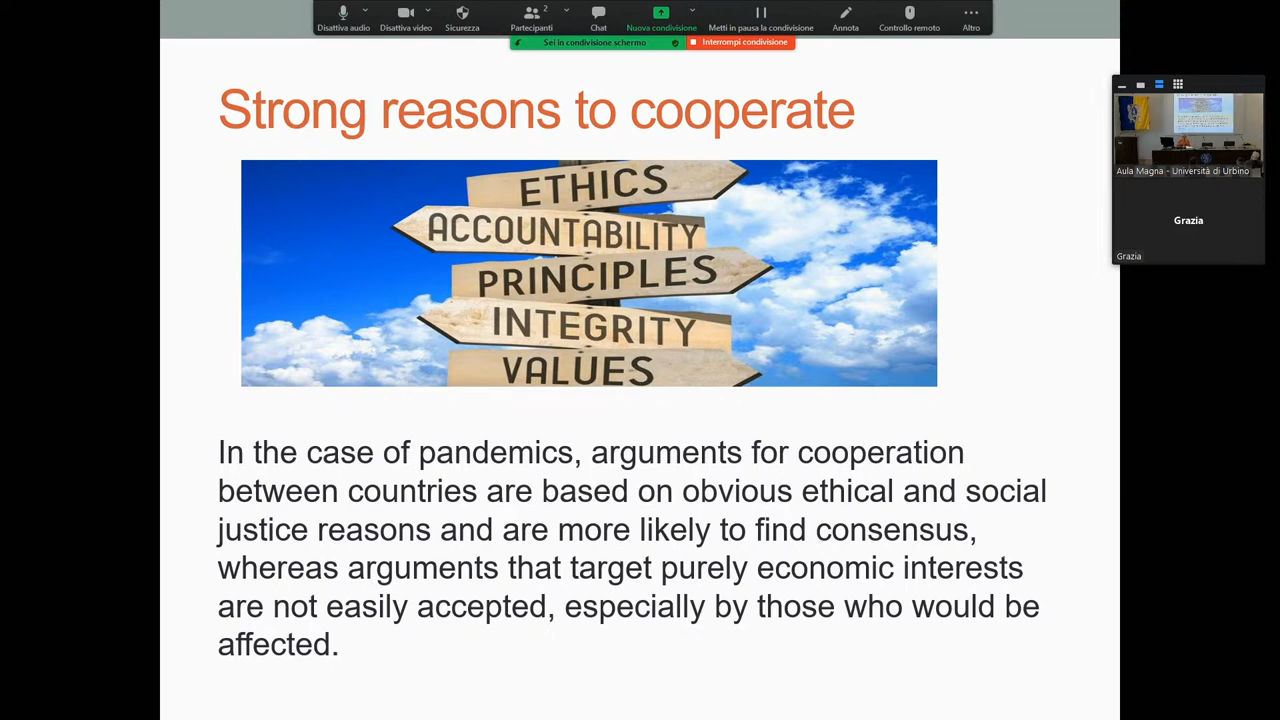 Disattiva audio
Disattiva video
Sicurezza
Partecipanti
2
Chat
Nuova condivisione
Metti in pausa la condivisione
Annota
Controllo remoto
Altro
Sei in condivisione schermo
Interrompi condivisione
Strong reasons to cooperate
ETHICS
ACCOUNTABILITY
PRINCIPLES
INTEGRITY
VALUES
In the case of pandemics, arguments for cooperation
between countries are based on obvious ethical and social
justice reasons and are more likely to find consensus,
whereas arguments that target purely economic interests
are not easily accepted, especially by those who would be
affected.
Aula Magna - Università di Urbino
Grazia
Grazia